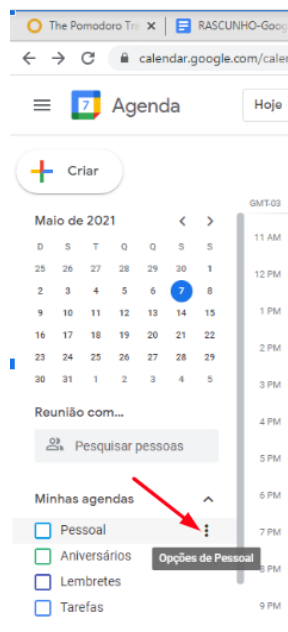 The Pomodoro Tra
RASCUNHO-Goog
calendar.google.com/caler
7
Agenda
Hoje
Criar
GMT-03
Maio de 2021
D S T Q Q S S
25 26 27 28 29 30 1
2 3 4 5 6 7 8
9 10 11 12 13 14 15
16 17 18 19 20 21 22
23 24 25 26 27 28 29
30 31 1 2 3 4 5
11 AM
12 PM
1 PM
2 PM
3 PM
4 PM
5 PM
6 PM
7 PM
8 PM
9 PM
Reunião com...
Pesquisar pessoas
Minhas agendas
Pessoal
Opções de Pessoal
Aniversários
Lembretes
Tarefas